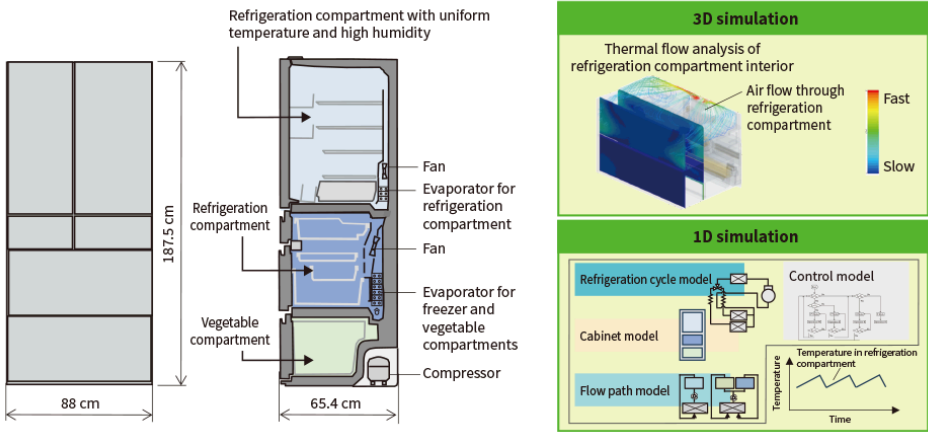 Refrigeration compartment with uniform
temperature and high humidity
187.5 cm
88 cm
65.4 cm
Fan
Evaporator for
refrigeration
compartment
Refrigeration
compartment
Fan
Evaporator for
freezer and
vegetable
compartments
Vegetable
compartment
Compressor
3D simulation
Thermal flow analysis of
refrigeration compartment interior
Air flow through
refrigeration
compartment
Fast
Slow
1D simulation
Refrigeration cycle model
Control model
Cabinet model
Flow path model
Temperature
Temperature in refrigeration
compartment
Time